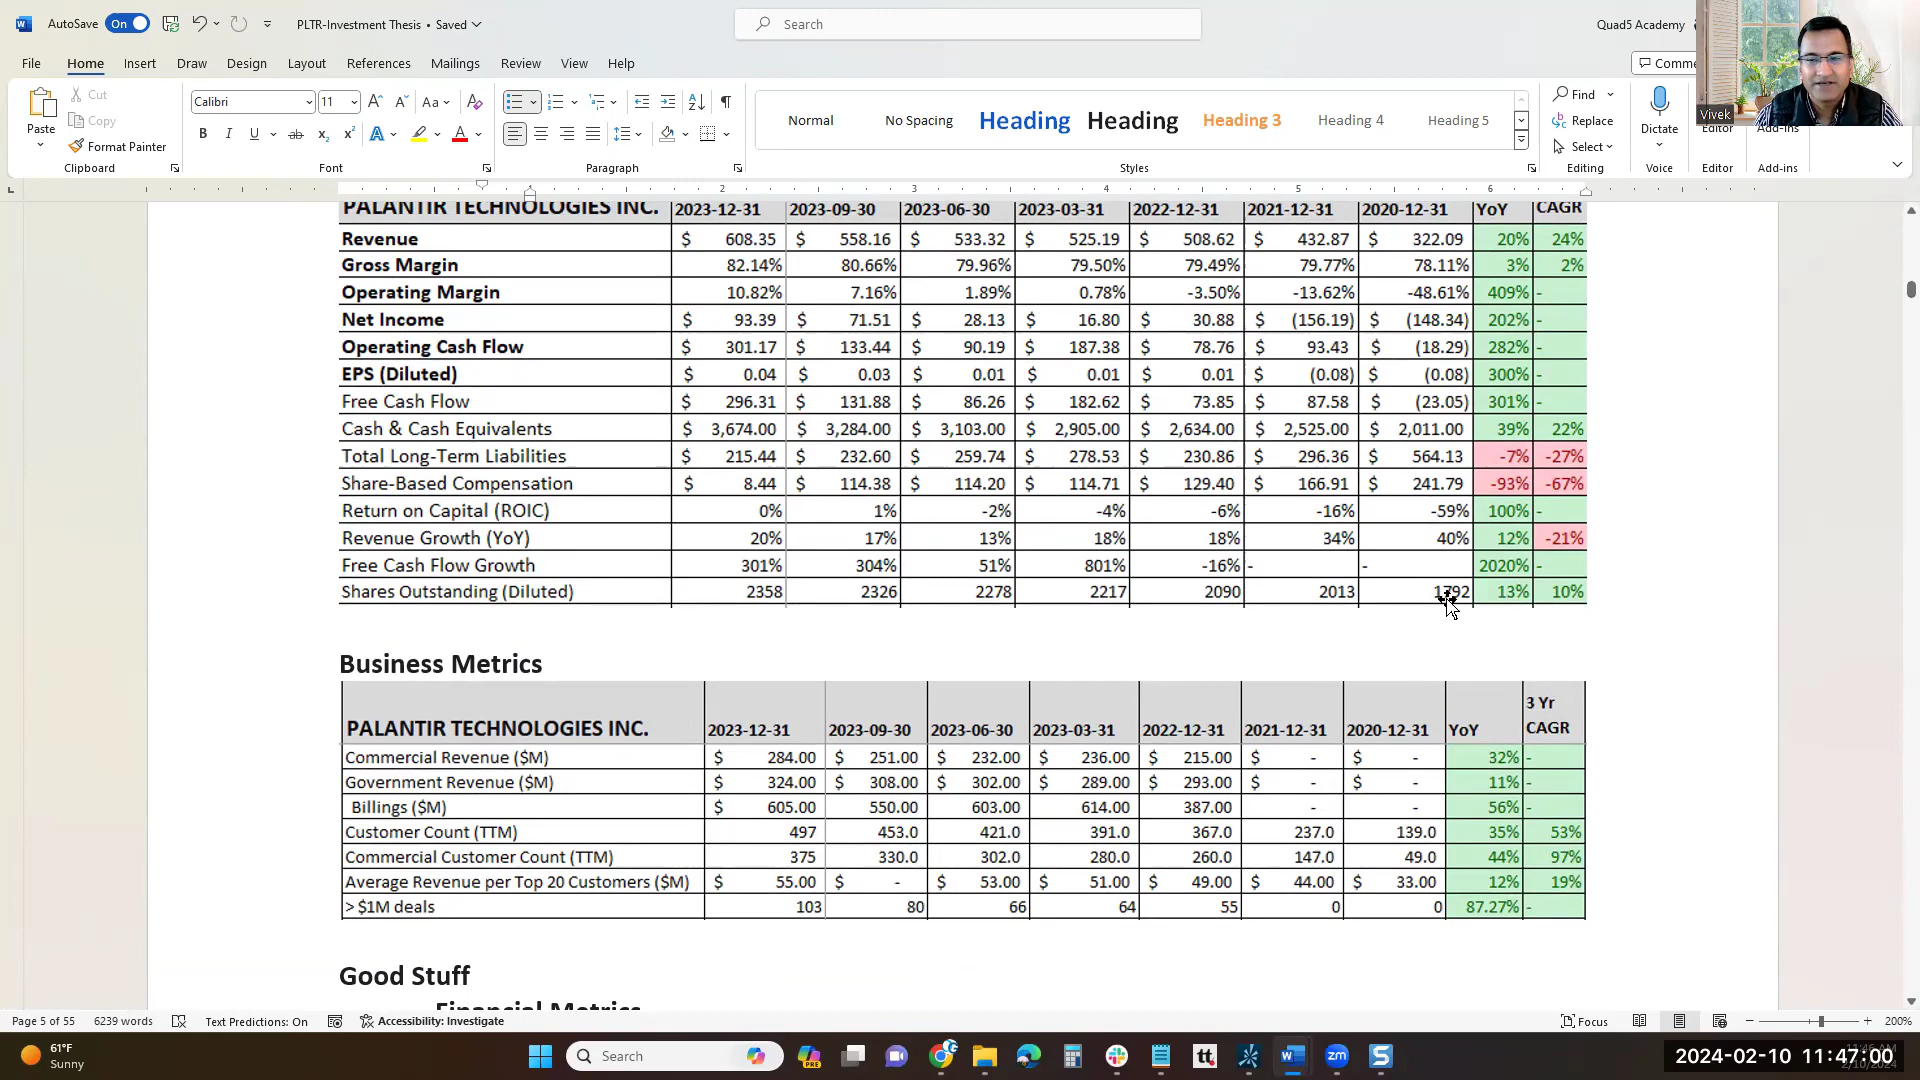 AutoSave On PLTR-Investment Thesis • Saved Search Quad5 Academy
File Home Insert Draw Design Layout References Mailings Review View Help
Vivek
Paste Cut Copy Format Painter
Clipboard
Calibri 11
Font
Paragraph
Normal No Spacing Heading Heading Heading 3 Heading 4 Heading 5
Styles
Find Replace Select
Editing
Dictate
Voice
Editor
Editor
Add-ins
Add-ins
2 3 4 5 6
PALANTIR TECHNOLOGIES INC. 2023-12-31 2023-09-30 2023-06-30 2023-03-31 2022-12-31 2021-12-31 2020-12-31 YoY CAGR
Revenue $ 608.35 $ 558.16 $ 533.32 $ 525.19 $ 508.62 $ 432.87 $ 322.09 20% 24%
Gross Margin 82.14% 80.66% 79.96% 79.50% 79.49% 79.77% 78.11% 3% 2%
Operating Margin 10.82% 7.16% 1.89% 0.78% -3.50% -13.62% -48.61% 409% -
Net Income $ 93.39 $ 71.51 $ 28.13 $ 16.80 $ 30.88 $ (156.19) $ (148.34) 202% -
Operating Cash Flow $ 301.17 $ 133.44 $ 90.19 $ 187.38 $ 78.76 $ 93.43 $ (18.29) 282% -
EPS (Diluted) $ 0.04 $ 0.03 $ 0.01 $ 0.01 $ 0.01 $ (0.08) $ (0.08) 300% -
Free Cash Flow $ 296.31 $ 131.88 $ 86.26 $ 182.62 $ 73.85 $ 87.58 $ (23.05) 301% -
Cash & Cash Equivalents $ 3,674.00 $ 3,284.00 $ 3,103.00 $ 2,905.00 $ 2,634.00 $ 2,525.00 $ 2,011.00 39% 22%
Total Long-Term Liabilities $ 215.44 $ 232.60 $ 259.74 $ 278.53 $ 230.86 $ 296.36 $ 564.13 -7% -27%
Share-Based Compensation $ 8.44 $ 114.38 $ 114.20 $ 114.71 $ 129.40 $ 166.91 $ 241.79 -93% -67%
Return on Capital (ROIC) 0% 1% -2% -4% -6% -16% -59% 100% -
Revenue Growth (YoY) 20% 17% 13% 18% 18% 34% 40% 12% -21%
Free Cash Flow Growth 301% 304% 51% 801% -16% - - 2020% -
Shares Outstanding (Diluted) 2358 2326 2278 2217 2090 2013 1792 13% 10%
Business Metrics
PALANTIR TECHNOLOGIES INC. 2023-12-31 2023-09-30 2023-06-30 2023-03-31 2022-12-31 2021-12-31 2020-12-31 YoY 3 Yr CAGR
Commercial Revenue ($M) $ 284.00 $ 251.00 $ 232.00 $ 236.00 $ 215.00 $ - $ - 32% -
Government Revenue ($M) $ 324.00 $ 308.00 $ 302.00 $ 289.00 $ 293.00 $ - $ - 11% -
Billings ($M) $ 605.00 550.00 603.00 614.00 387.00 - - 56% -
Customer Count (TTM) 497 453.0 421.0 391.0 367.0 237.0 139.0 35% 53%
Commercial Customer Count (TTM) 375 330.0 302.0 280.0 260.0 147.0 49.0 44% 97%
Average Revenue per Top 20 Customers ($M) $ 55.00 $ - $ 53.00 $ 51.00 $ 49.00 $ 44.00 $ 33.00 12% 19%
> $1M deals 103 80 66 64 55 0 0 87.27% -
Good Stuff
Page 5 of 55 6239 words Text Predictions: On Accessibility: Investigate Focus 200%
61°F
Sunny
Search
2024-02-10 11:47:00